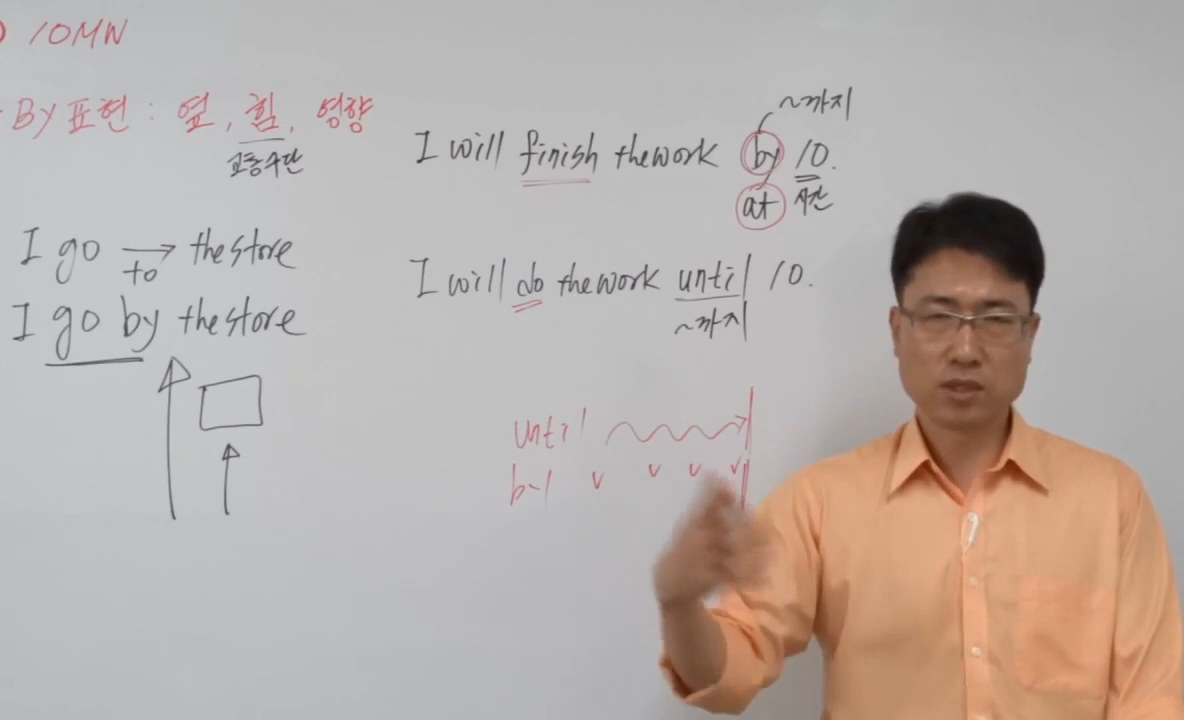 10MW
By 표현 : 옆, 힘, 영향
교통수단
I go to the store
I go by the store
~까지
I will finish the work by 10.
at 시간
I will do the work until 10.
~까지
until
by